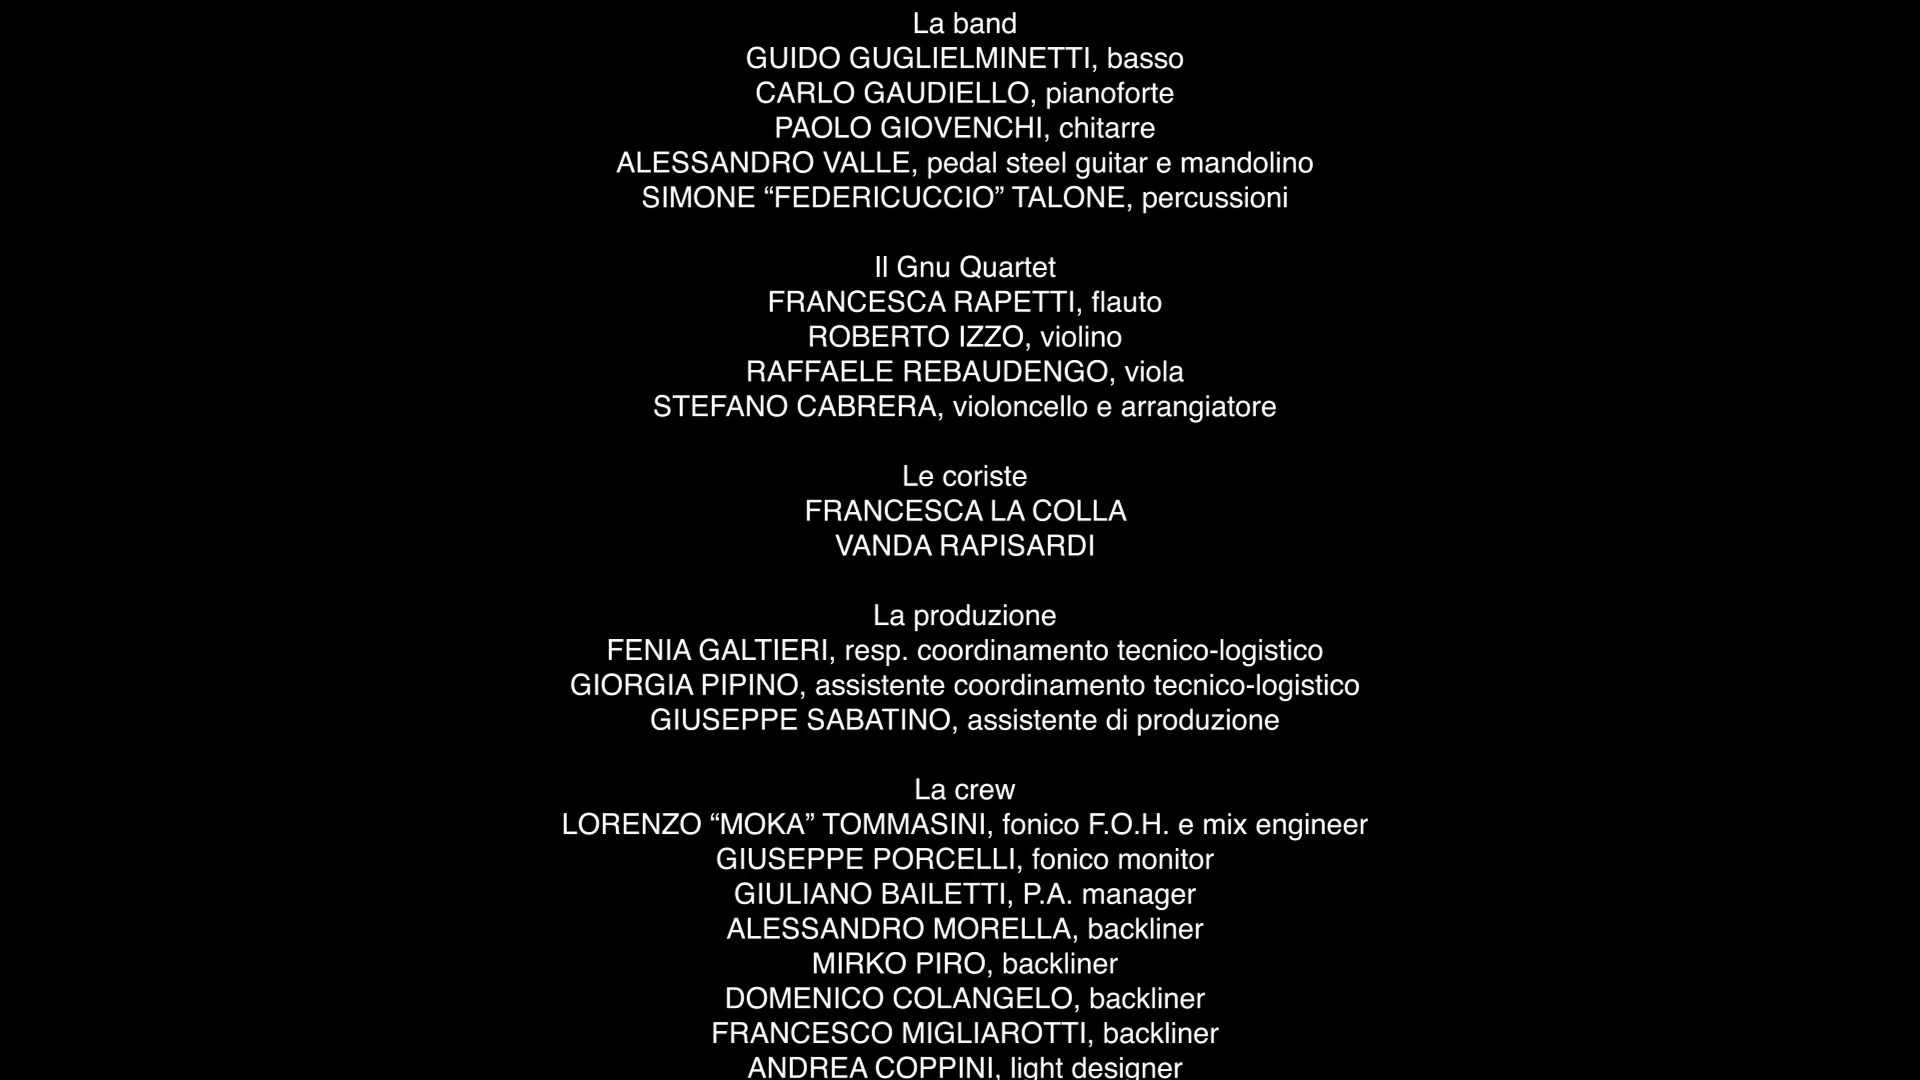 La band
GUIDO GUGLIELMINETTI, basso
CARLO GAUDIELLO, pianoforte
PAOLO GIOVENCHI, chitarre
ALESSANDRO VALLE, pedal steel guitar e mandolino
SIMONE “FEDERICUCCIO” TALONE, percussioni
Il Gnu Quartet
FRANCESCA RAPETTI, flauto
ROBERTO IZZO, violino
RAFFAELE REBAUDENGO, viola
STEFANO CABRERA, violoncello e arrangiatore
Le coriste
FRANCESCA LA COLLA
VANDA RAPISARDI
La produzione
FENIA GALTIERI, resp. coordinamento tecnico-logistico
GIORGIA PIPINO, assistente coordinamento tecnico-logistico
GIUSEPPE SABATINO, assistente di produzione
La crew
LORENZO “MOKA” TOMMASINI, fonico F.O.H. e mix engineer
GIUSEPPE PORCELLI, fonico monitor
GIULIANO BAILETTI, P.A. manager
ALESSANDRO MORELLA, backliner
MIRKO PIRO, backliner
DOMENICO COLANGELO, backliner
FRANCESCO MIGLIAROTTI, backliner
ANDREA COPPINI, light designer